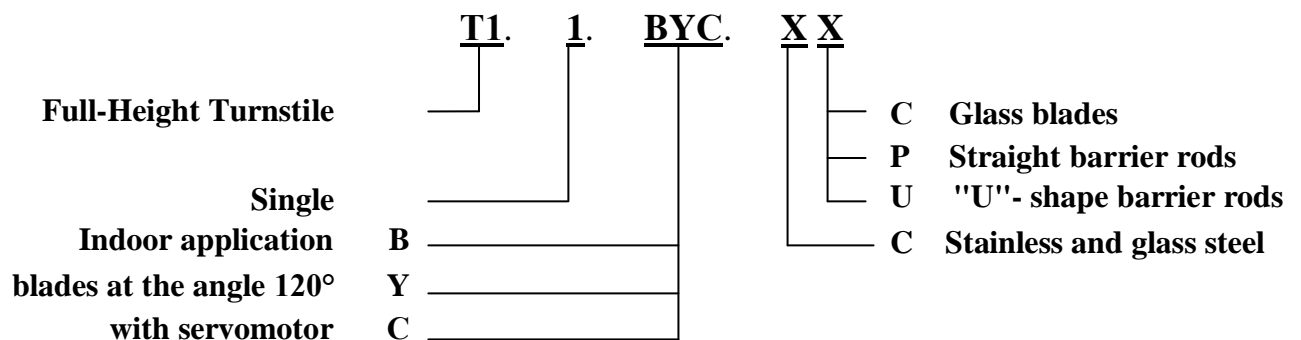 T1. 1. BYC. X X
Full-Height Turnstile
C Glass blades
P Straight barrier rods
Single
U "U"- shape barrier rods
Indoor application B
C Stainless and glass steel
blades at the angle 120° Y
with servomotor C